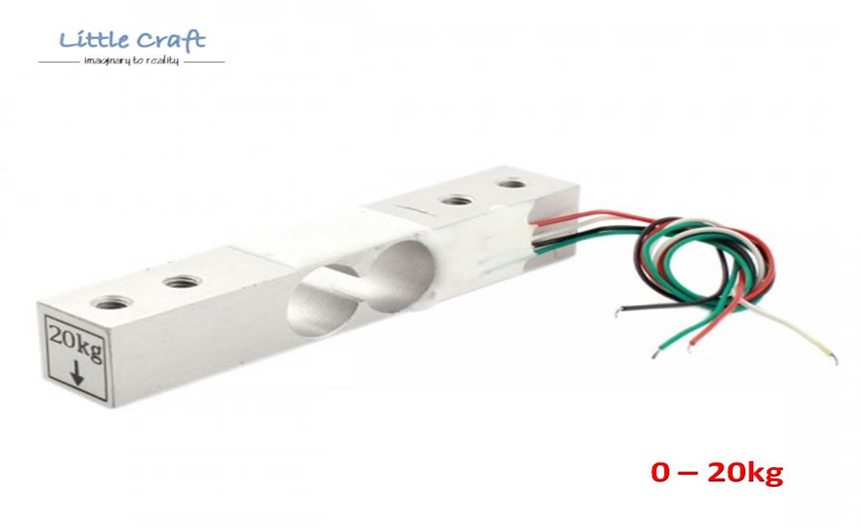 Little Craft
imaginary to reality
20kg
0 – 20kg